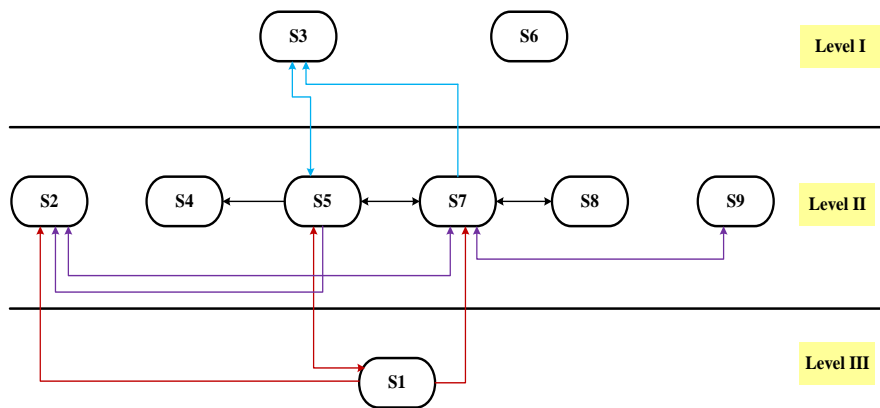 S3
S6
Level I
S2
S4
S5
S7
S8
S9
Level II
S1
Level III